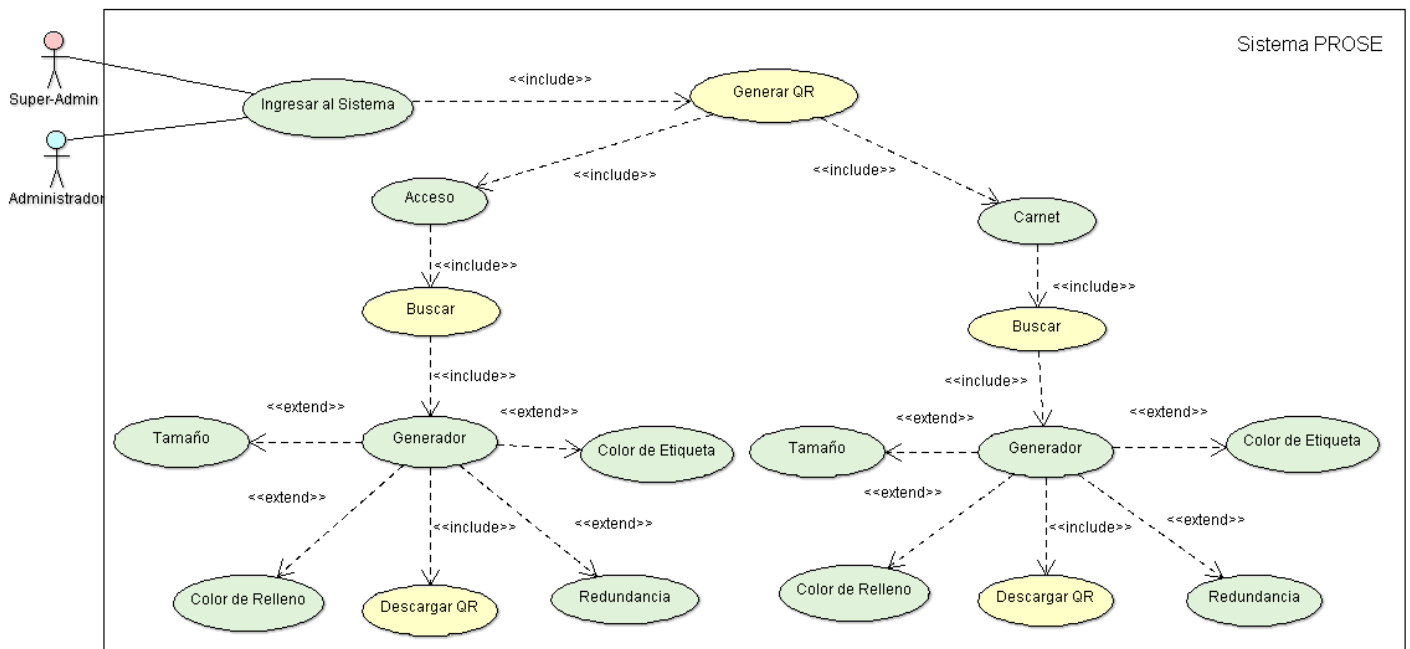 Sistema PROSE
Super-Admin
Administrador
Ingresar al Sistema
<<include>>
Generar QR
<<include>>
<<include>>
Acceso
Carnet
<<include>>
<<include>>
Buscar
Buscar
<<include>>
<<include>>
<<extend>>
<<extend>>
<<extend>>
<<extend>>
Tamaño
Generador
Color de Etiqueta
Tamaño
Generador
Color de Etiqueta
<<extend>>
<<include>>
<<extend>>
<<extend>>
<<include>>
<<extend>>
Color de Relleno
Descargar QR
Redundancia
Color de Relleno
Descargar QR
Redundancia